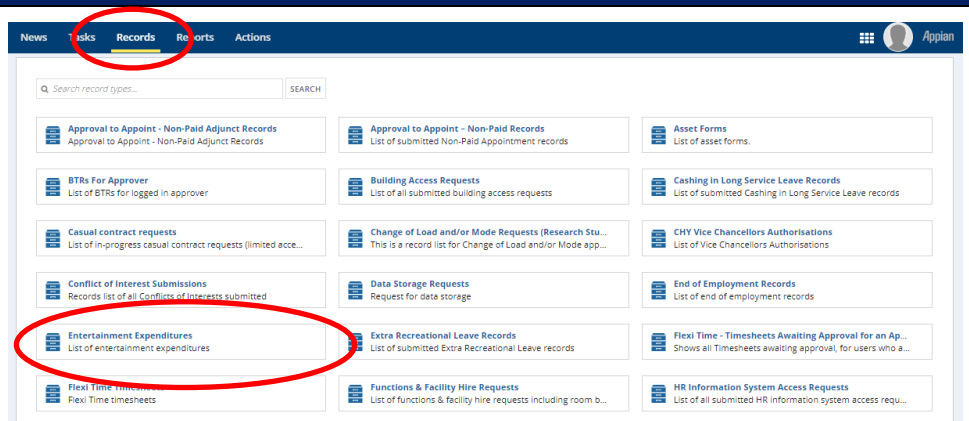 News Tasks Records Reports Actions Appian
Search record types... SEARCH
Approval to Appoint - Non-Paid Adjunct Records
Approval to Appoint - Non-Paid Adjunct Records
Approval to Appoint – Non-Paid Records
List of submitted Non-Paid Appointment records
Asset Forms
List of asset forms.
BTRs For Approver
List of BTRs for logged in approver
Building Access Requests
List of all submitted building access requests
Cashing in Long Service Leave Records
List of submitted Cashing in Long Service Leave records
Casual contract requests
List of in-progress casual contract requests (limited acce...
Change of Load and/or Mode Requests (Research Stu...
This is a record list for Change of Load and/or Mode app...
CHY Vice Chancellors Authorisations
List of Vice Chancellors Authorisations
Conflict of Interest Submissions
Records list of all Conflicts of Interests submitted
Data Storage Requests
Request for data storage
End of Employment Records
List of end of employment records
Entertainment Expenditures
List of entertainment expenditures
Extra Recreational Leave Records
List of submitted Extra Recreational Leave records
Flexi Time - Timesheets Awaiting Approval for an Ap...
Shows all Timesheets awaiting approval, for users who a...
Flexi Time Timesheets
Flexi Time timesheets
Functions & Facility Hire Requests
List of functions & facility hire requests including room b...
HR Information System Access Requests
List of all submitted HR information system access requ...